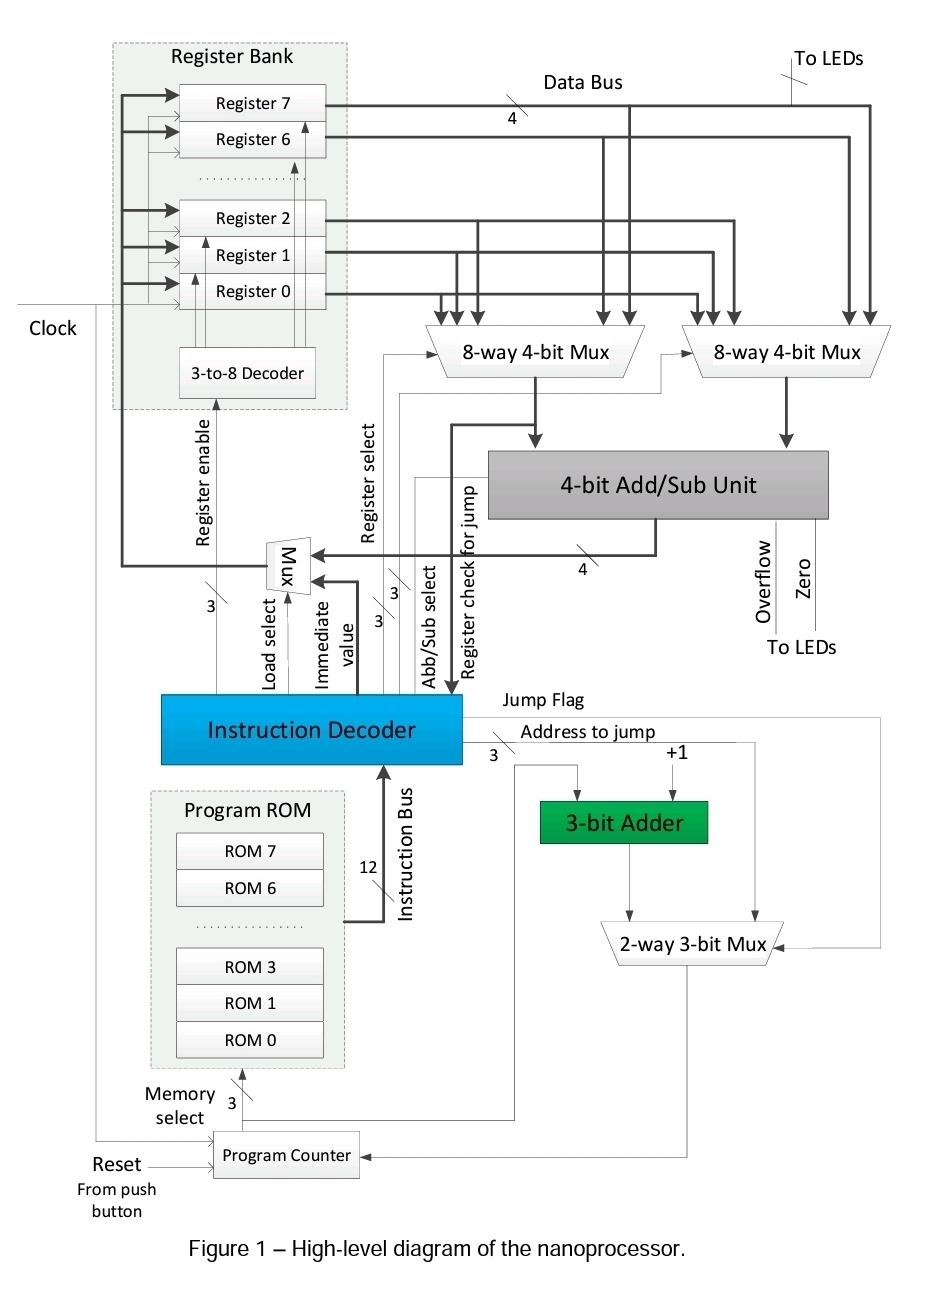 Register Bank
To LEDs
Data Bus
Register 7
4
Register 6
........................
Register 2
Register 1
Register 0
Clock
8-way 4-bit Mux
8-way 4-bit Mux
3-to-8 Decoder
Register enable
3
Register select
3
3
4-bit Add/Sub Unit
Mux
4
Overflow
Zero
To LEDs
Load select
Immediate
value
Abb/Sub select
Register check for jump
Instruction Decoder
Jump Flag
Address to jump
3
+1
3-bit Adder
Program ROM
ROM 7
ROM 6
........................
ROM 3
ROM 1
ROM 0
12
Instruction Bus
2-way 3-bit Mux
Memory
select
3
Program Counter
Reset
From push
button
Figure 1 – High-level diagram of the nanoprocessor.